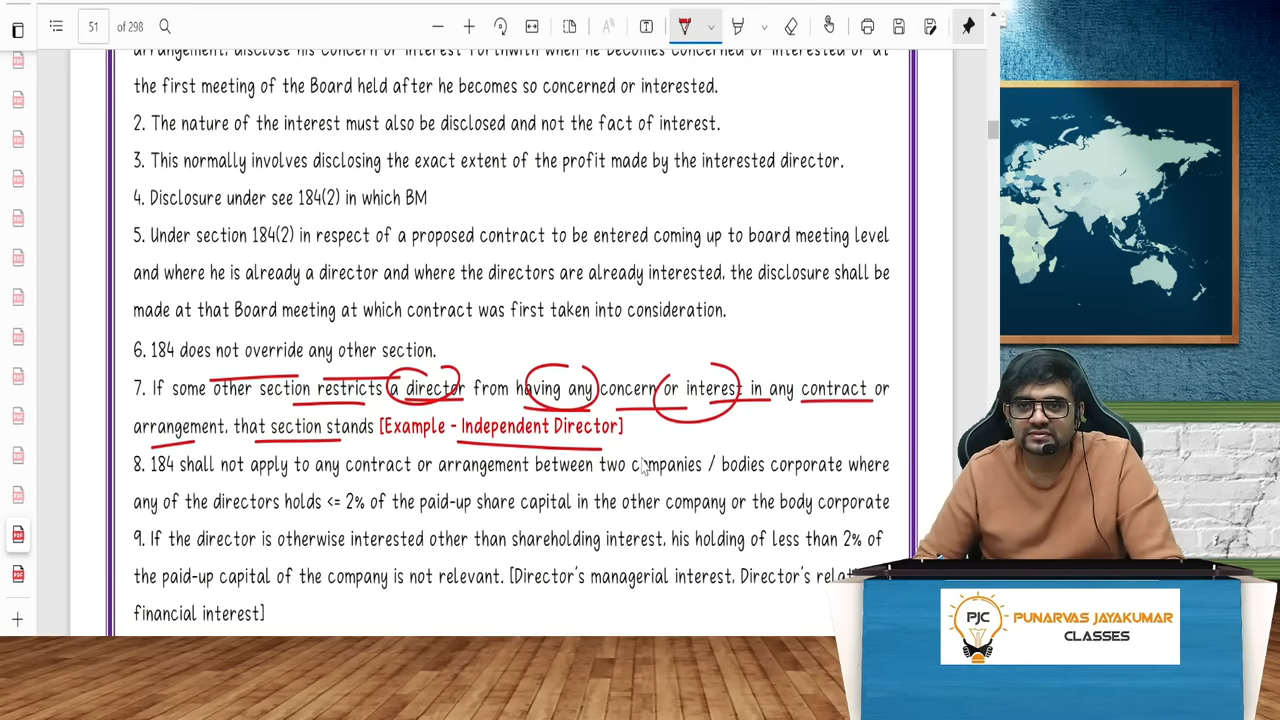 51 of 298
arrangement, disclose his concern or interest forthwith when he becomes concerned or interested or at
the first meeting of the Board held after he becomes so concerned or interested.
2. The nature of the interest must also be disclosed and not the fact of interest.
3. This normally involves disclosing the exact extent of the profit made by the interested director.
4. Disclosure under see 184(2) in which BM
5. Under section 184(2) in respect of a proposed contract to be entered coming up to board meeting level
and where he is already a director and where the directors are already interested, the disclosure shall be
made at that Board meeting at which contract was first taken into consideration.
6. 184 does not override any other section.
7. If some other section restricts a director from having any concern or interest in any contract or
arrangement, that section stands [Example - Independent Director]
8. 184 shall not apply to any contract or arrangement between two companies / bodies corporate where
any of the directors holds <= 2% of the paid-up share capital in the other company or the body corporate
9. If the director is otherwise interested other than shareholding interest, his holding of less than 2% of
the paid-up capital of the company is not relevant. [Director's managerial interest, Director's
financial interest]
PJC
PUNARVAS JAYAKUMAR
CLASSES